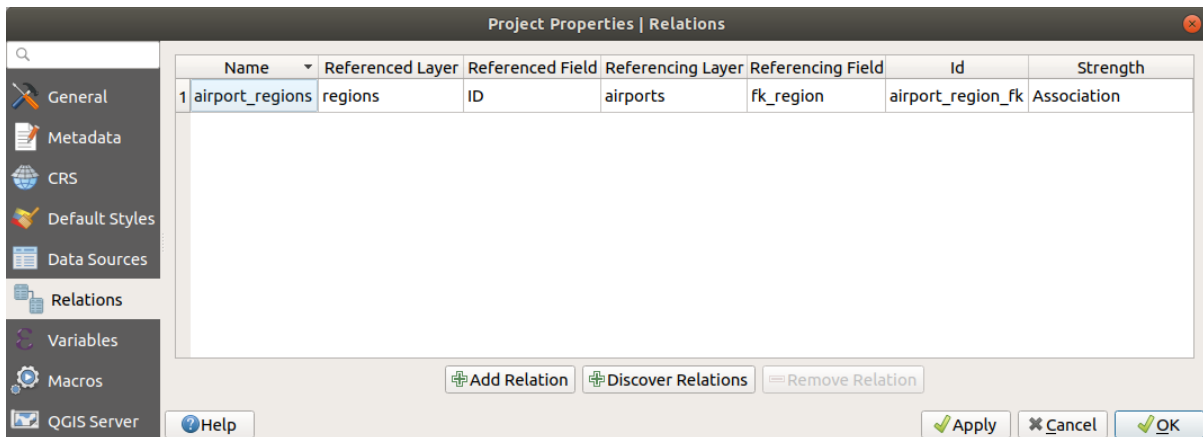 Project Properties | Relations
General
Metadata
CRS
Default Styles
Data Sources
Relations
Variables
Macros
QGIS Server
Name Referenced Layer Referenced Field Referencing Layer Referencing Field Id Strength
1 airport_regions regions ID airports fk_region airport_region_fk Association
Add Relation Discover Relations Remove Relation
Help Apply Cancel OK